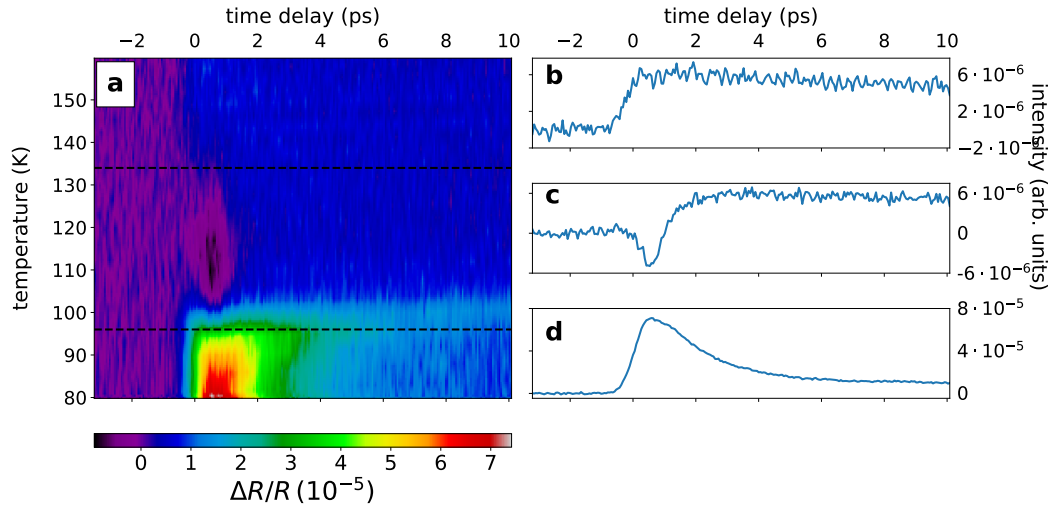 time delay (ps)
−2 0 2 4 6 8 10
a
150
140
130
120
110
100
90
80
temperature (K)
0 1 2 3 4 5 6 7
ΔR/R (10⁻⁵)
time delay (ps)
−2 0 2 4 6 8 10
b
6·10⁻⁶
2·10⁻⁶
c
6·10⁻⁶
0
−6·10⁻⁶
d
8·10⁻⁵
4·10⁻⁵
0
intensity (arb. units)